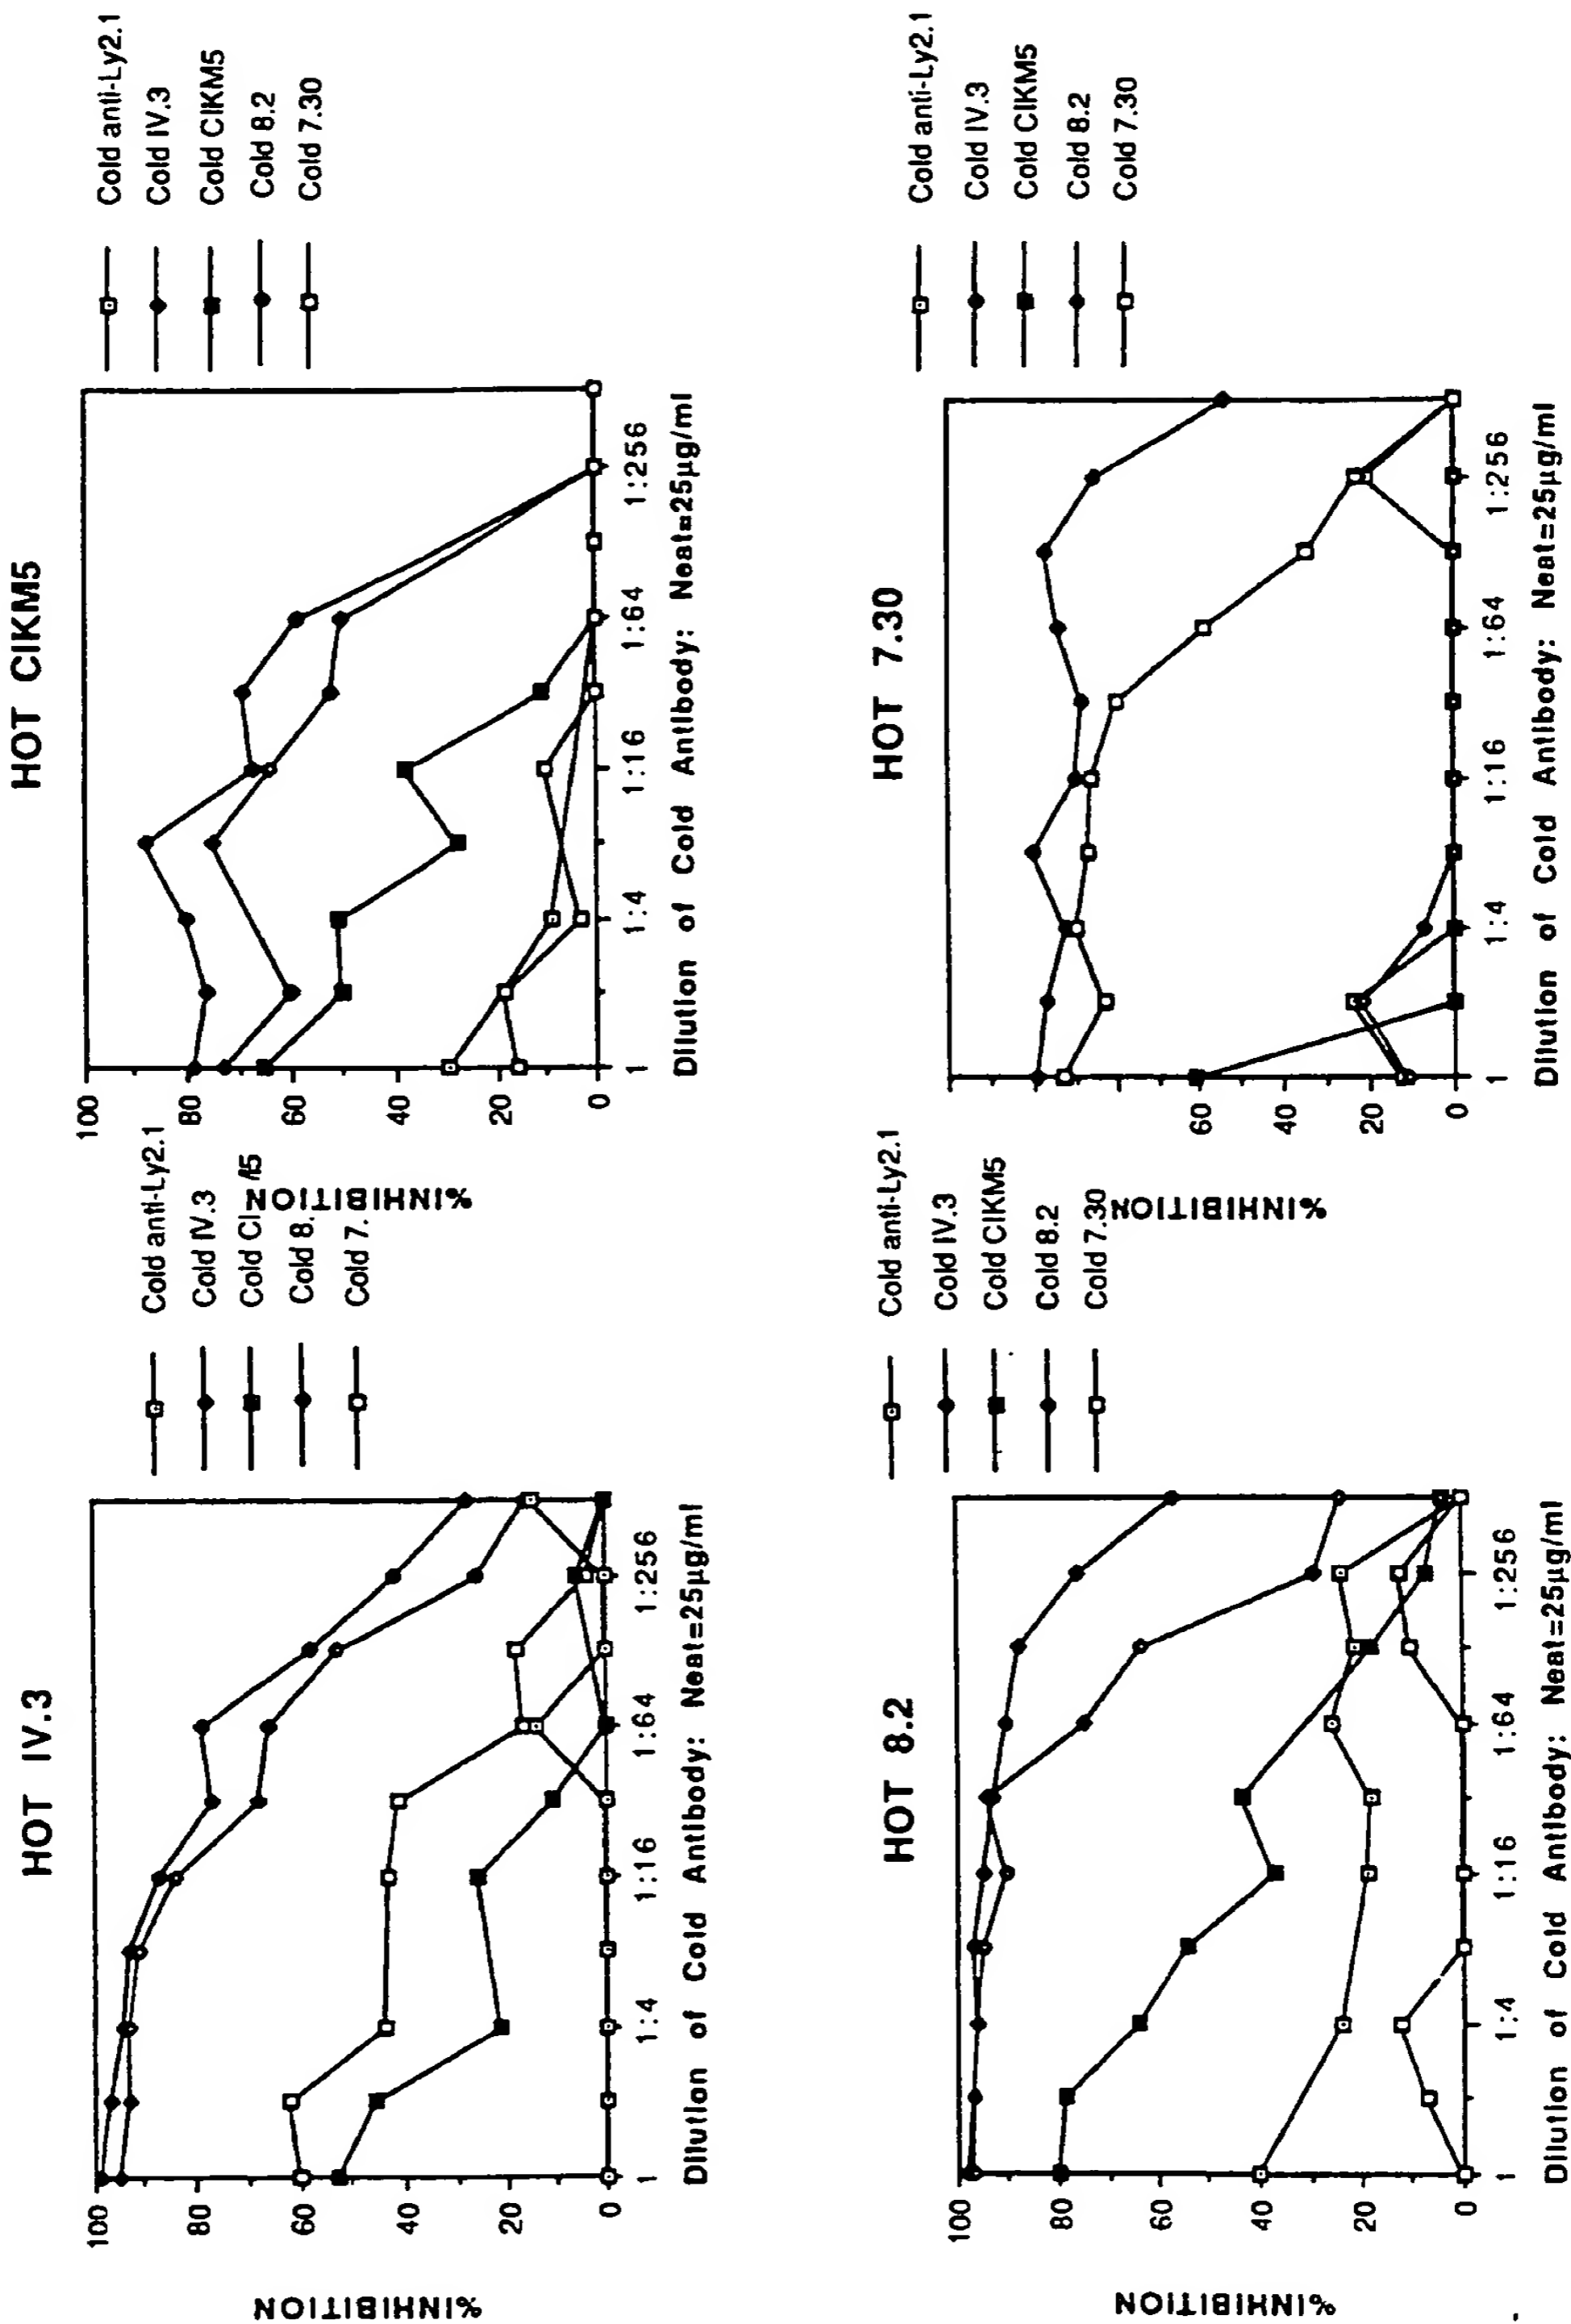 HOT IV.3
%INHIBITION
100
80
60
40
20
0
1
1:4
1:16
1:64
1:256
Dilution of Cold Antibody: Neat=25µg/ml
Cold anti-Ly2.1
Cold IV.3
Cold CI M5
Cold 8.
Cold 7.
HOT CIKM5
%INHIBITION
100
80
60
40
20
0
1
1:4
1:16
1:64
1:256
Dilution of Cold Antibody: Neat=25µg/ml
Cold anti-Ly2.1
Cold IV.3
Cold CIKM5
Cold 8.2
Cold 7.30
HOT 8.2
%INHIBITION
100
80
60
40
20
0
1
1:4
1:16
1:64
1:256
Dilution of Cold Antibody: Neat=25µg/ml
Cold anti-Ly2.1
Cold IV.3
Cold CIKM5
Cold 8.2
Cold 7.30
HOT 7.30
%INHIBITION
60
40
20
0
1
1:4
1:16
1:64
1:256
Dilution of Cold Antibody: Neat=25µg/ml
Cold anti-Ly2.1
Cold IV.3
Cold CIKM5
Cold 8.2
Cold 7.30